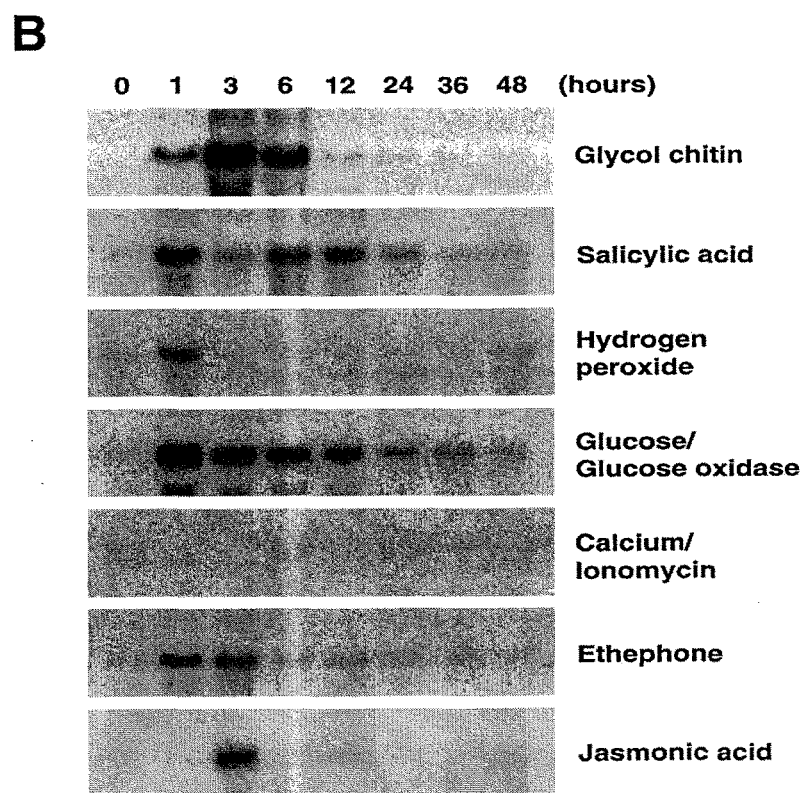 B
0 1 3 6 12 24 36 48 (hours)
Glycol chitin
Salicylic acid
Hydrogen
peroxide
Glucose/
Glucose oxidase
Calcium/
Ionomycin
Ethephone
Jasmonic acid